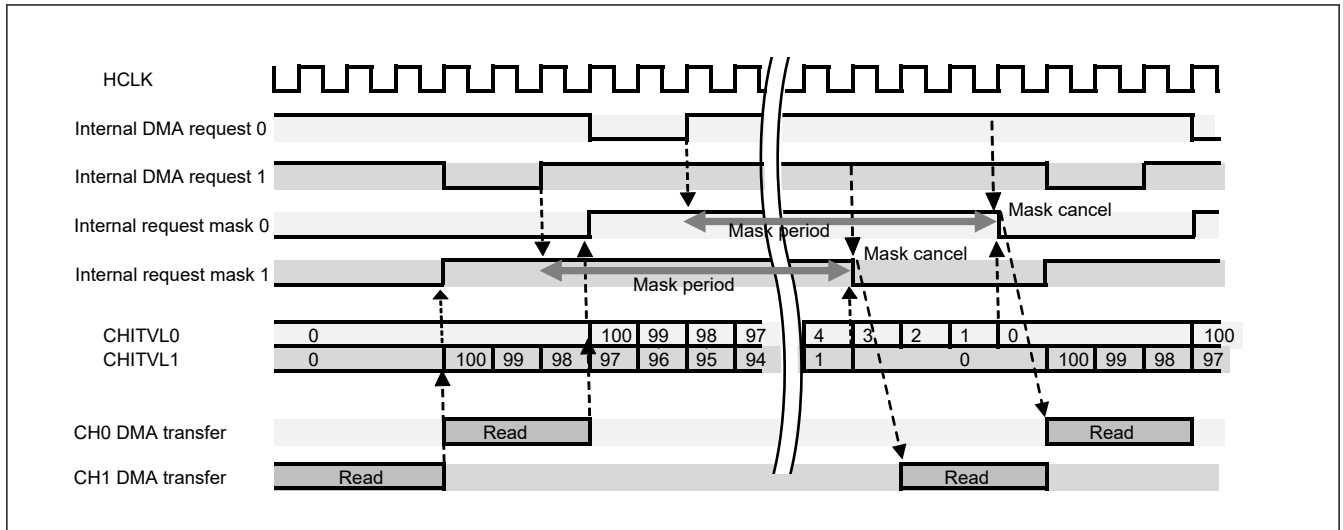 HCLK
Internal DMA request 0
Internal DMA request 1
Internal request mask 0
Mask period
Mask cancel
Internal request mask 1
Mask period
Mask cancel
CHITVL0 0 100 99 98 97 4 3 2 1 0 100
CHITVL1 0 100 99 98 97 96 95 94 1 0 100 99 98 97
CH0 DMA transfer Read Read
CH1 DMA transfer Read Read